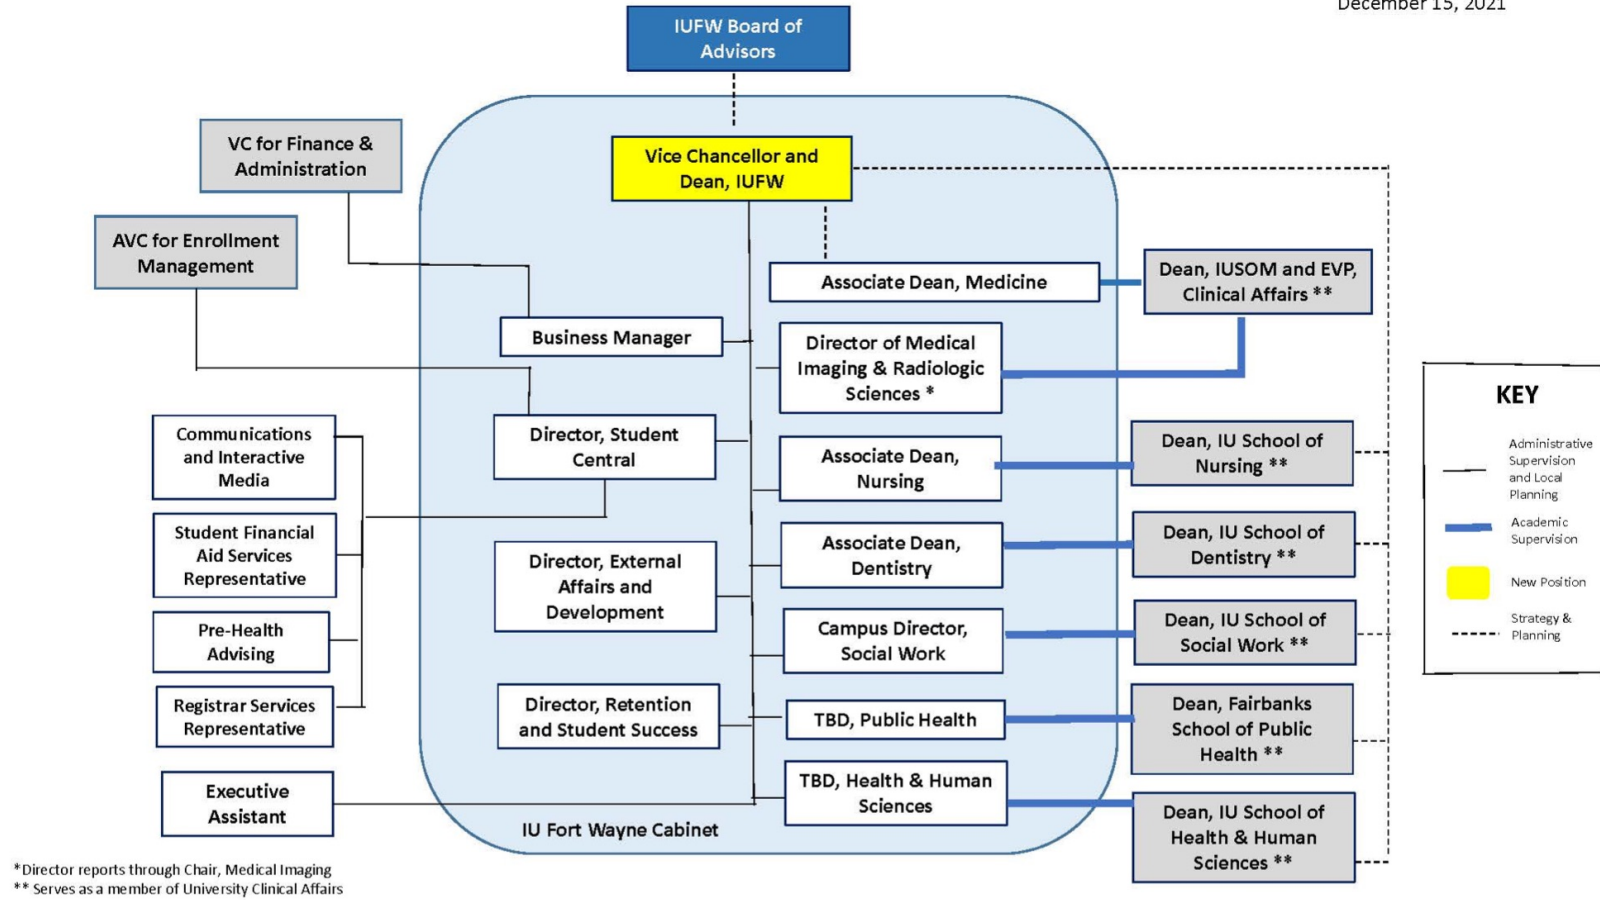 December 15, 2021
IUFW Board of
Advisors
VC for Finance &
Administration
Vice Chancellor and
Dean, IUFW
AVC for Enrollment
Management
Associate Dean, Medicine
Dean, IUSOM and EVP,
Clinical Affairs **
Business Manager
Director of Medical
Imaging & Radiologic
Sciences *
Communications
and Interactive
Media
Director, Student
Central
Associate Dean,
Nursing
Dean, IU School of
Nursing **
Student Financial
Aid Services
Representative
Director, External
Affairs and
Development
Associate Dean,
Dentistry
Dean, IU School of
Dentistry **
Pre-Health
Advising
Campus Director,
Social Work
Dean, IU School of
Social Work **
Registrar Services
Representative
Director, Retention
and Student Success
TBD, Public Health
Dean, Fairbanks
School of Public
Health **
Executive
Assistant
TBD, Health & Human
Sciences
Dean, IU School of
Health & Human
Sciences **
IU Fort Wayne Cabinet
KEY
Administrative
Supervision
and Local
Planning
Academic
Supervision
New Position
Strategy &
Planning
*Director reports through Chair, Medical Imaging
** Serves as a member of University Clinical Affairs